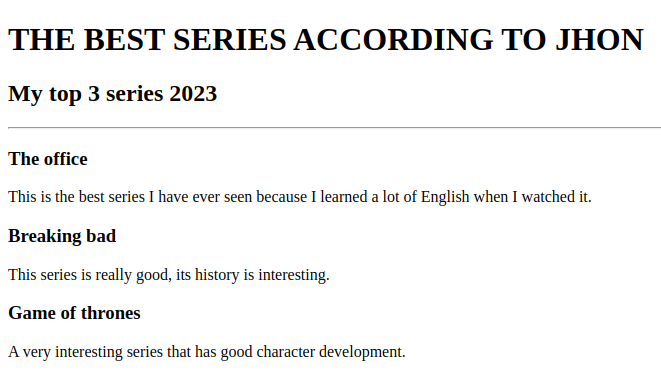 THE BEST SERIES ACCORDING TO JHON
My top 3 series 2023
The office
This is the best series I have ever seen because I learned a lot of English when I watched it.
Breaking bad
This series is really good, its history is interesting.
Game of thrones
A very interesting series that has good character development.